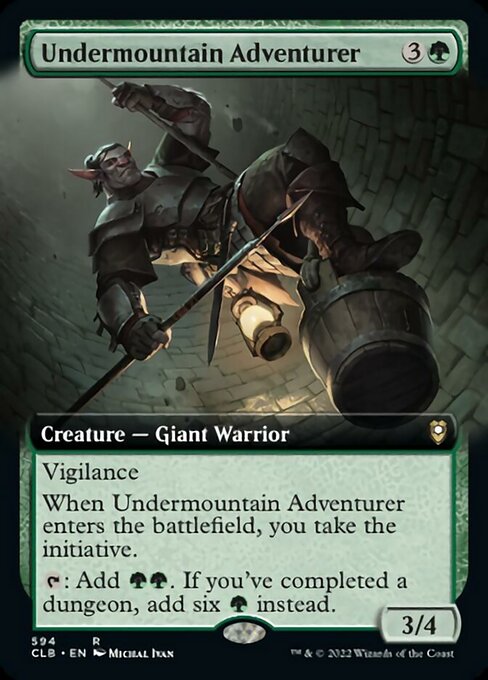 Undermountain Adventurer 3
Creature — Giant Warrior
Vigilance
When Undermountain Adventurer
enters the battlefield, you take the
initiative.
: Add . If you've completed a
dungeon, add six instead.
3/4
594 R
CLB • EN Michal Ivan
™ & © 2022 Wizards of the Coast